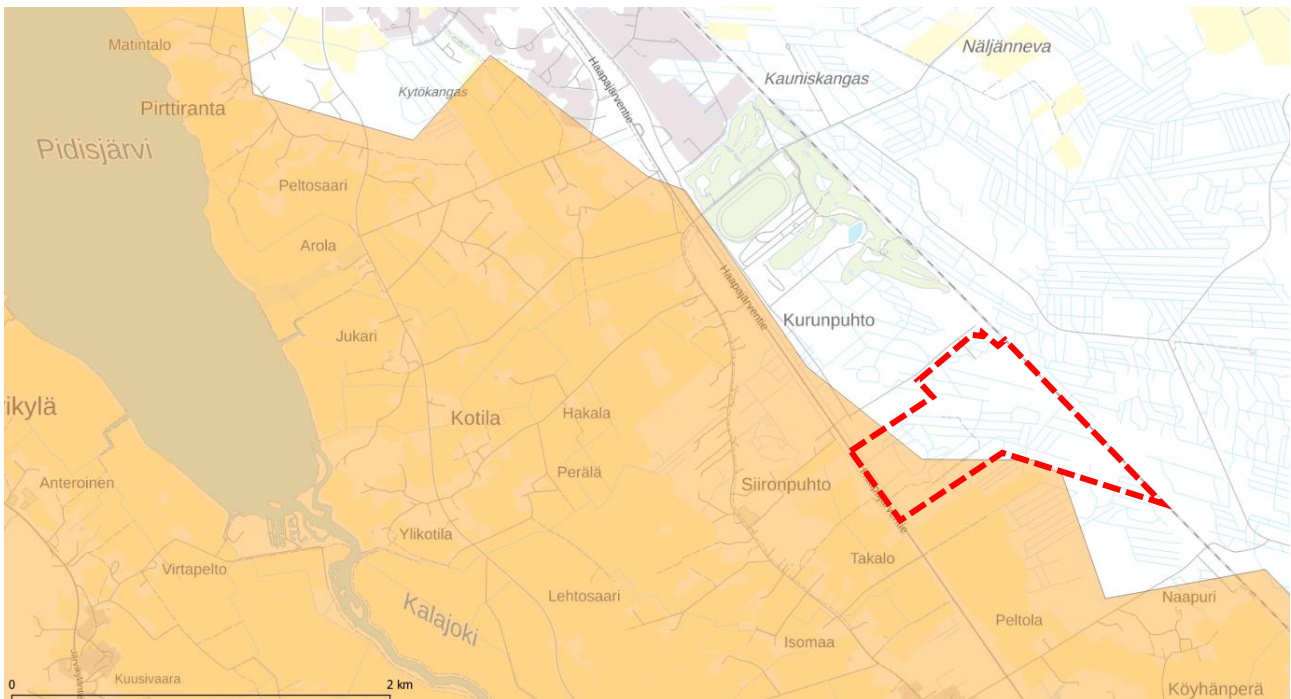 Matintalo
Näljänneva
Kauniskangas
Kytökangas
Haapajärventie
Pirttiranta
Pidisjärvi
Peltosaari
Arola
Haapajärventie
Kurunpuhto
Jukari
ikylä
Kotila
Hakala
Perälä
Anteroinen
Siironpuhto
Ylikotila
Takalo
Virtapelto
Lehtosaari
Kalajoki
Naapuri
Peltola
Isomaa
Kuusivaara
Köyhänperä
0
2 km